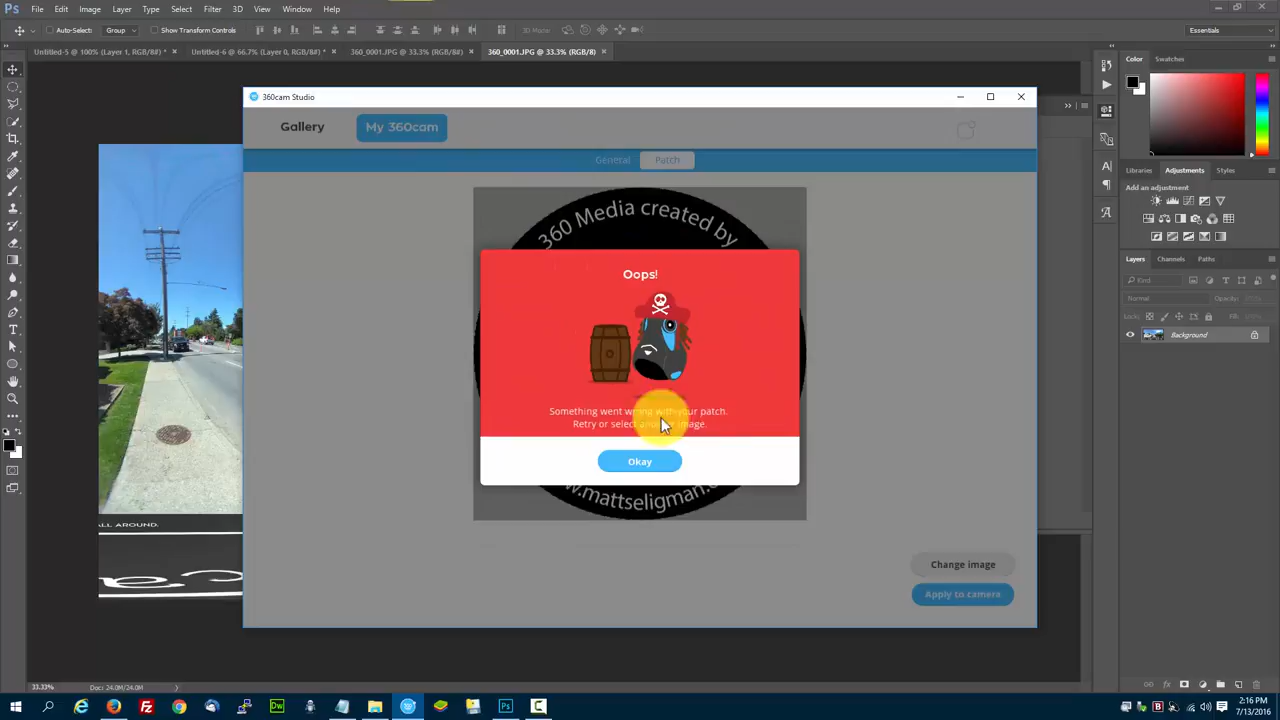 Ps File Edit Image Layer Type Select Filter 3D View Window Help
Auto-Select: Group Show Transform Controls 3D Mode: Essentials
Untitled-5 @ 100% (Layer 1, RGB/8#) * × Untitled-6 @ 66.7% (Layer 0, RGB/8#) * × 360_0001.JPG @ 33.3% (RGB/8#) × 360_0001.JPG @ 33.3% (RGB/8) ×
Color Swatches
360cam Studio
Gallery My 360cam
General Patch
360 Media created by
Libraries Adjustments Styles
Add an adjustment
Layers Channels Paths
Kind
Normal Opacity:
Lock: Fill:
Background
Oops!
Something went wrong with your patch.
Retry or select another image.
Okay
w.mattseligman.c
ALL AROUND.
Change image
Apply to camera
33.33% Doc: 24.0M/24.0M
2:16 PM
7/13/2016